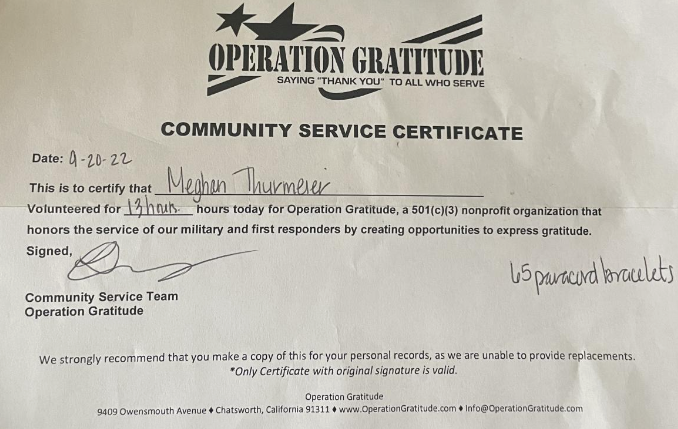 OPERATION GRATITUDE
SAYING "THANK YOU" TO ALL WHO SERVE
COMMUNITY SERVICE CERTIFICATE
Date: 9-20-22
This is to certify that Meghan Thurmeier
Volunteered for 13 hours hours today for Operation Gratitude, a 501(c)(3) nonprofit organization that
honors the service of our military and first responders by creating opportunities to express gratitude.
Signed,
65 paracord bracelets
Community Service Team
Operation Gratitude
We strongly recommend that you make a copy of this for your personal records, as we are unable to provide replacements.
*Only Certificate with original signature is valid.
Operation Gratitude
9409 Owensmouth Avenue ♦ Chatsworth, California 91311 ♦ www.OperationGratitude.com ♦ Info@OperationGratitude.com